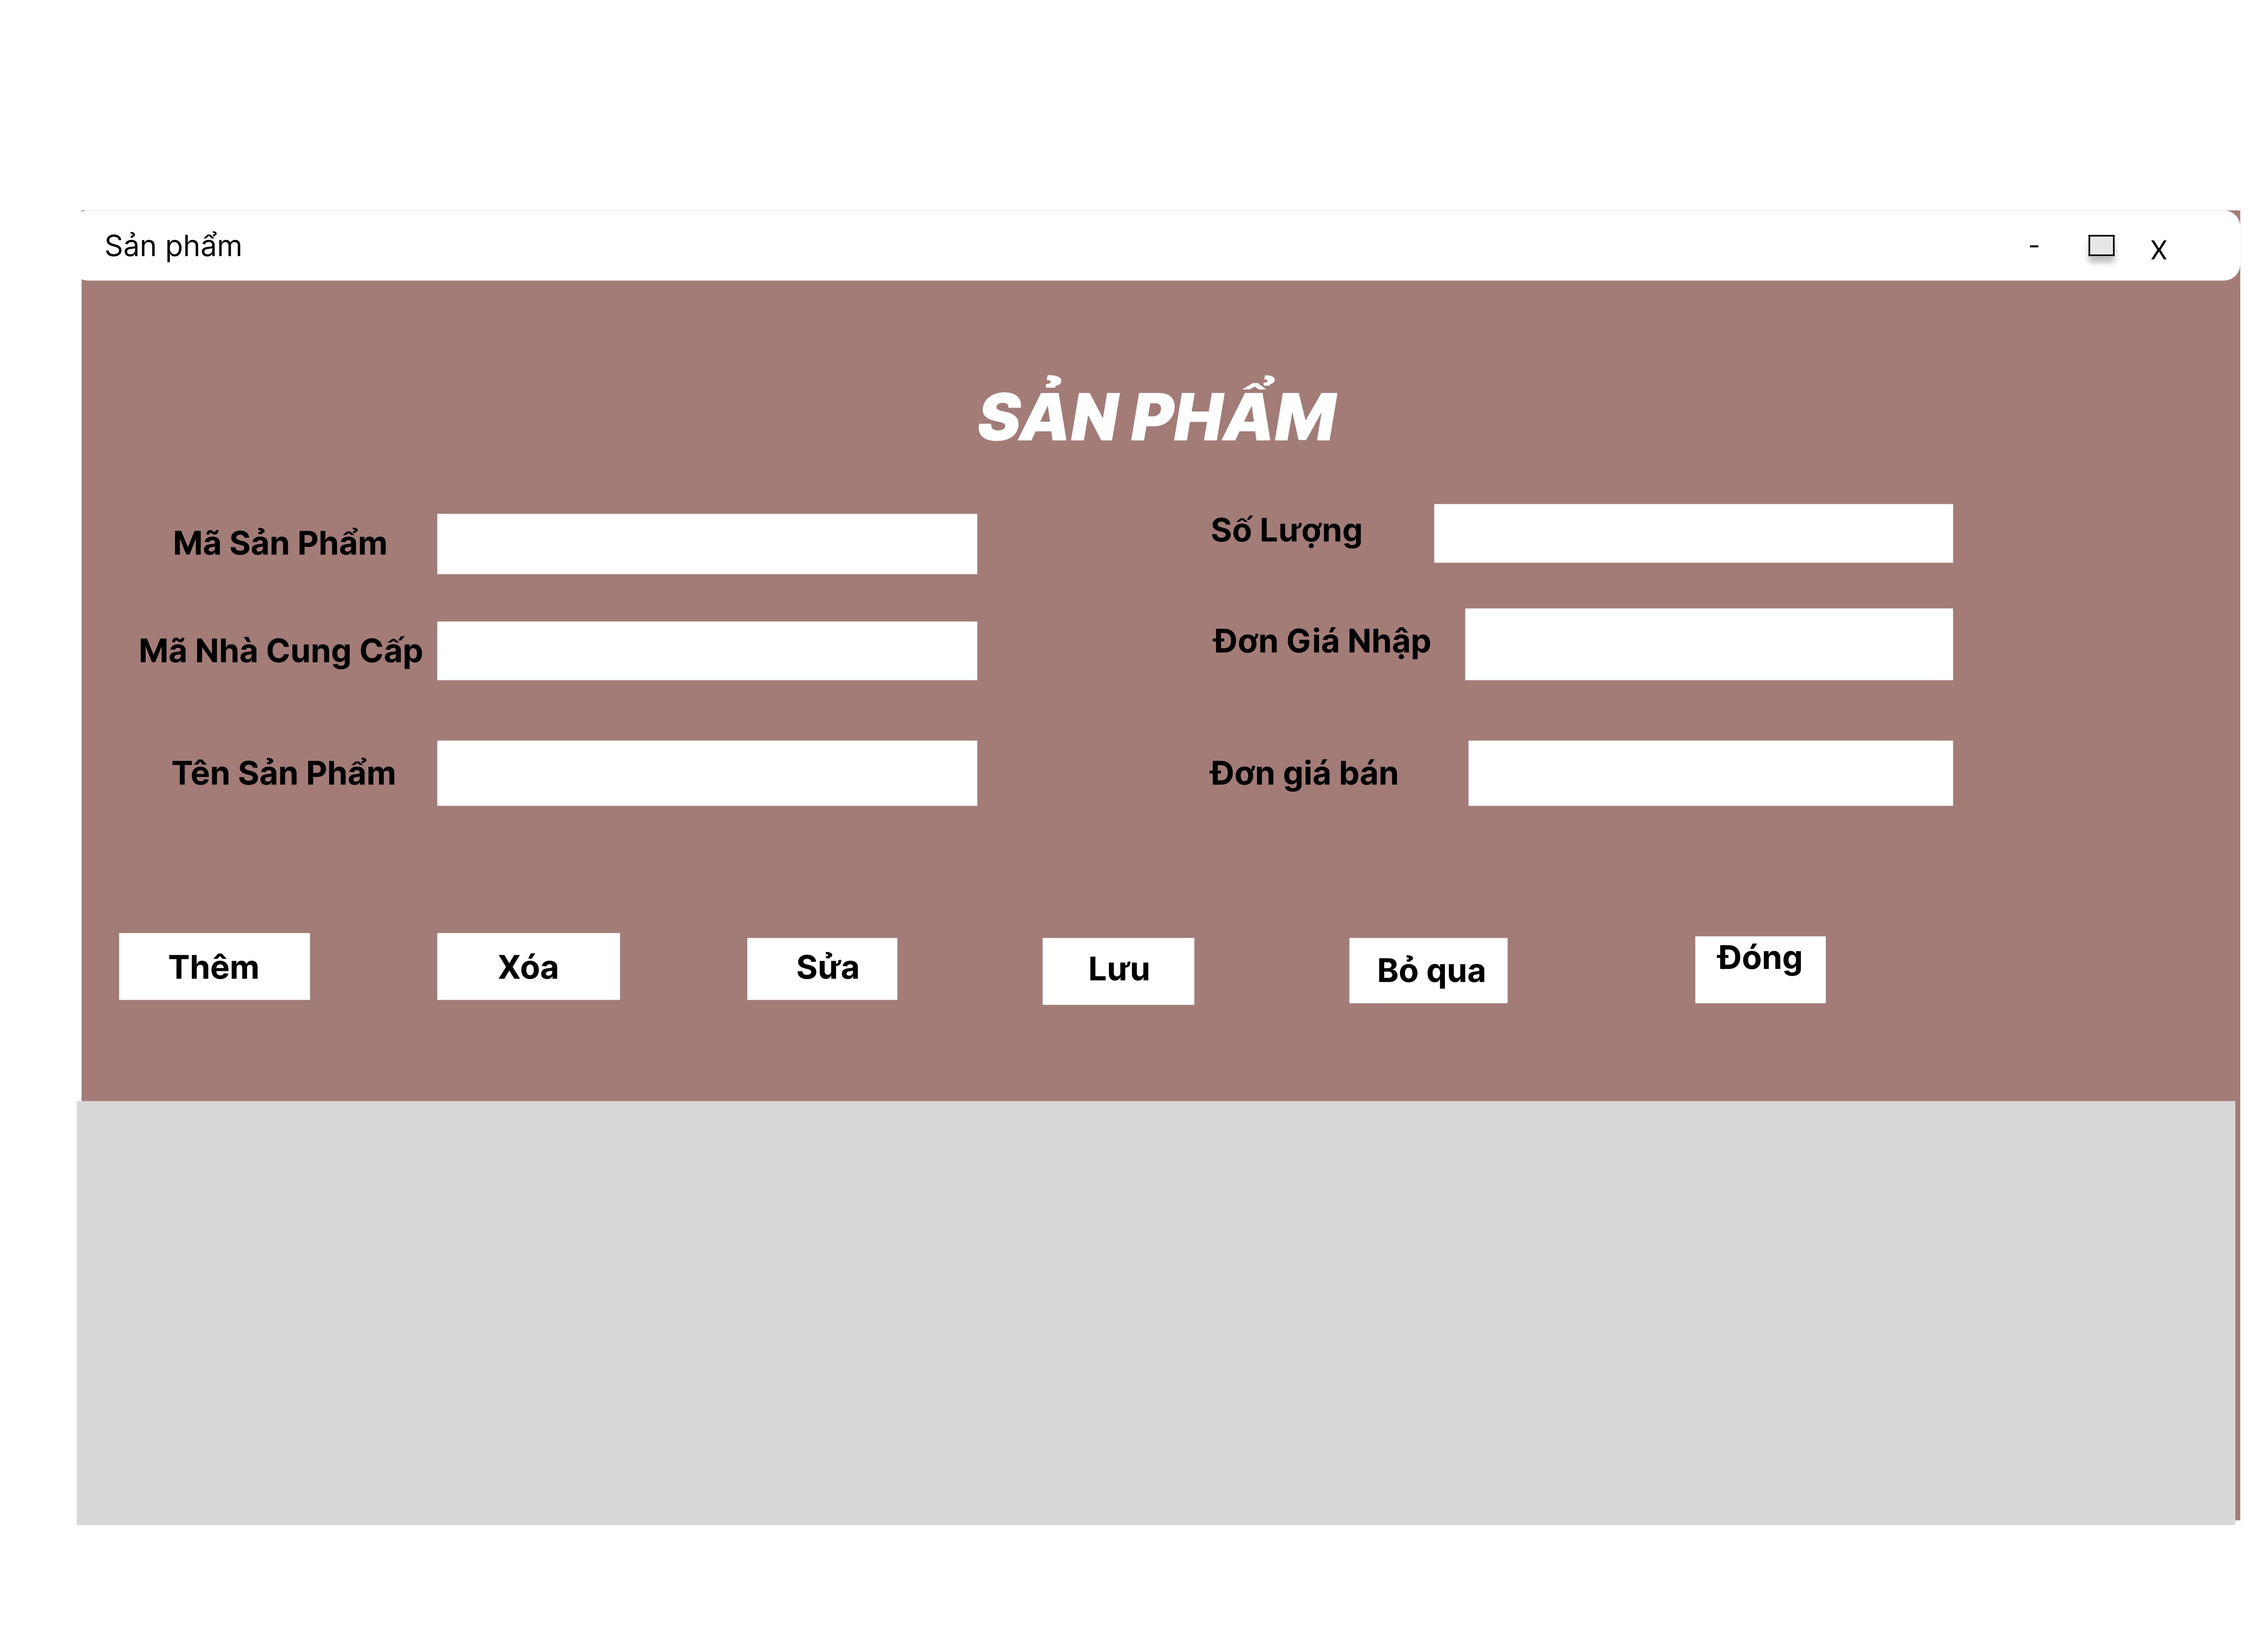 Sản phẩm - X
SẢN PHẨM
Mã Sản Phẩm
Số Lượng
Mã Nhà Cung Cấp
Đơn Giá Nhập
Tên Sản Phẩm
Đơn giá bán
Thêm
Xóa
Sửa
Lưu
Bỏ qua
Đóng